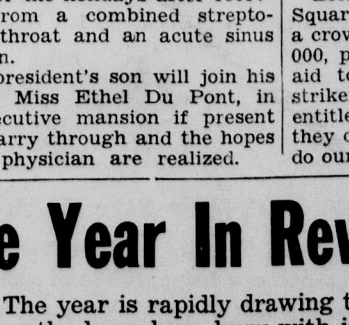 from a combined strepto-
throat and an acute sinus
president's son will join his
Miss Ethel Du Pont, in
ecutive mansion if present
arry through and the hopes
physician are realized.
Squar
a crov
000, p
aid to
strike
entitle
they
do our
e Year In Rev
The year is rapidly drawing